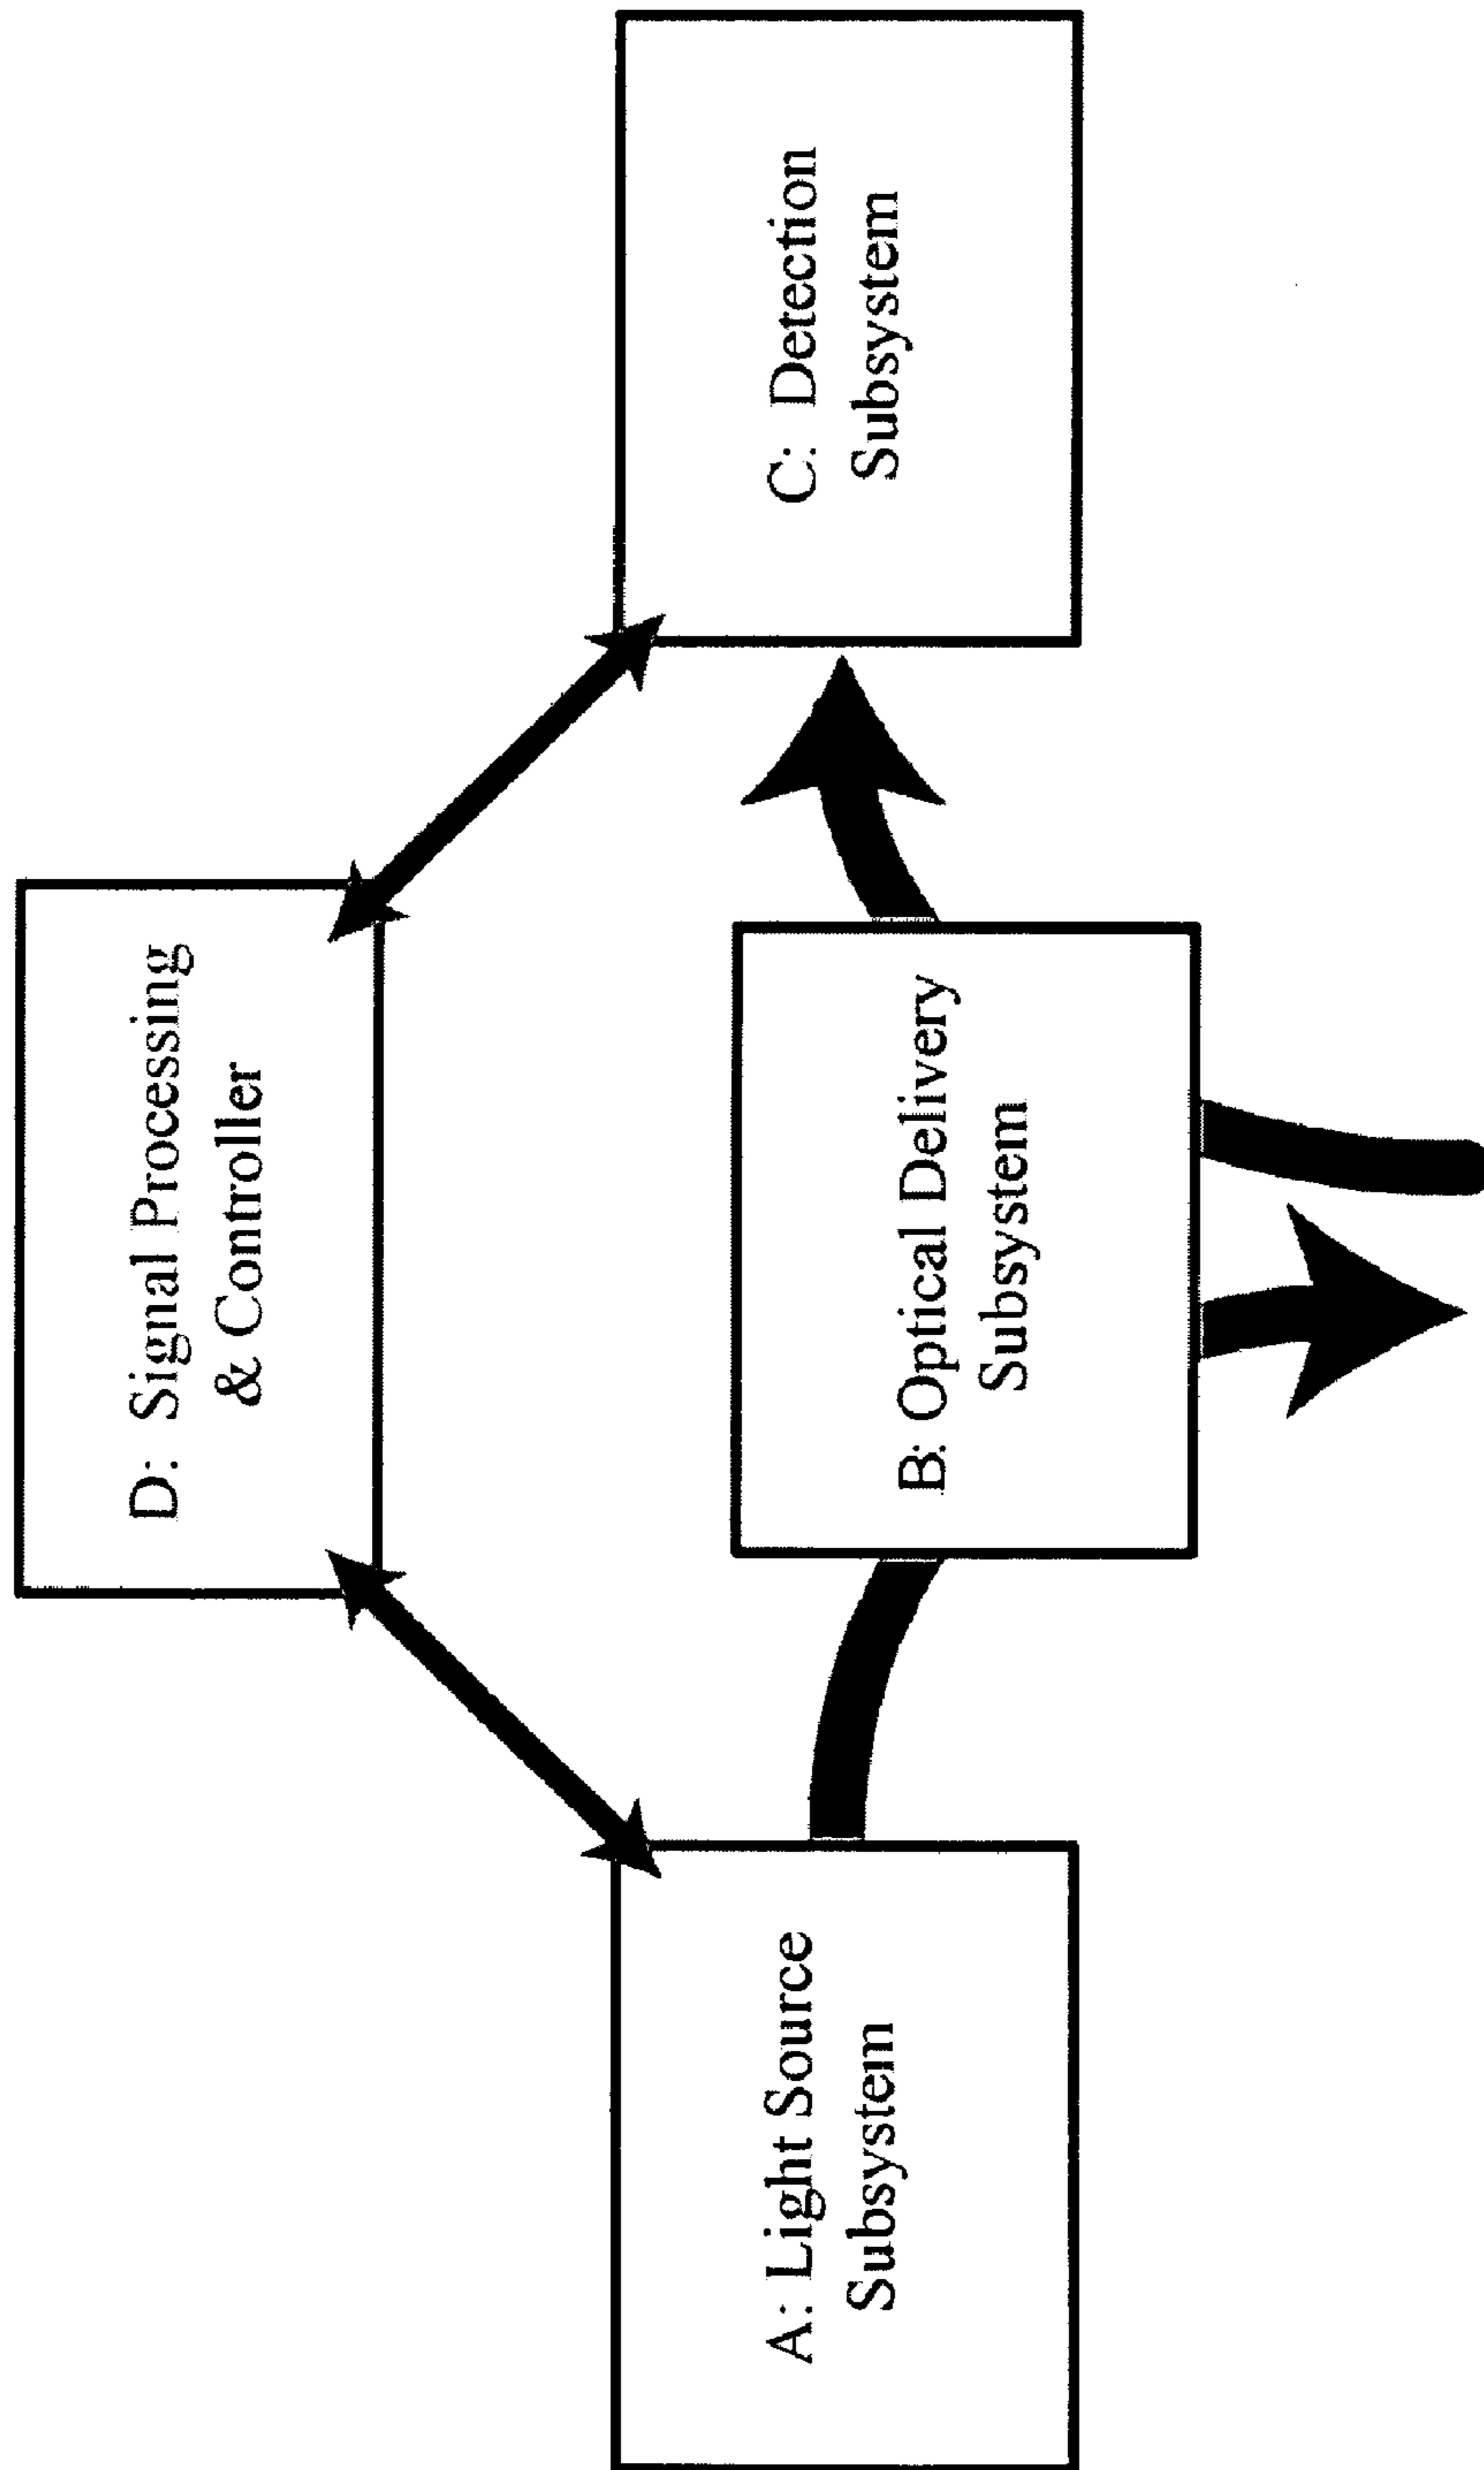 D: Signal Processing
& Controller
A: Light Source
Subsystem
B: Optical Delivery
Subsystem
C: Detection
Subsystem